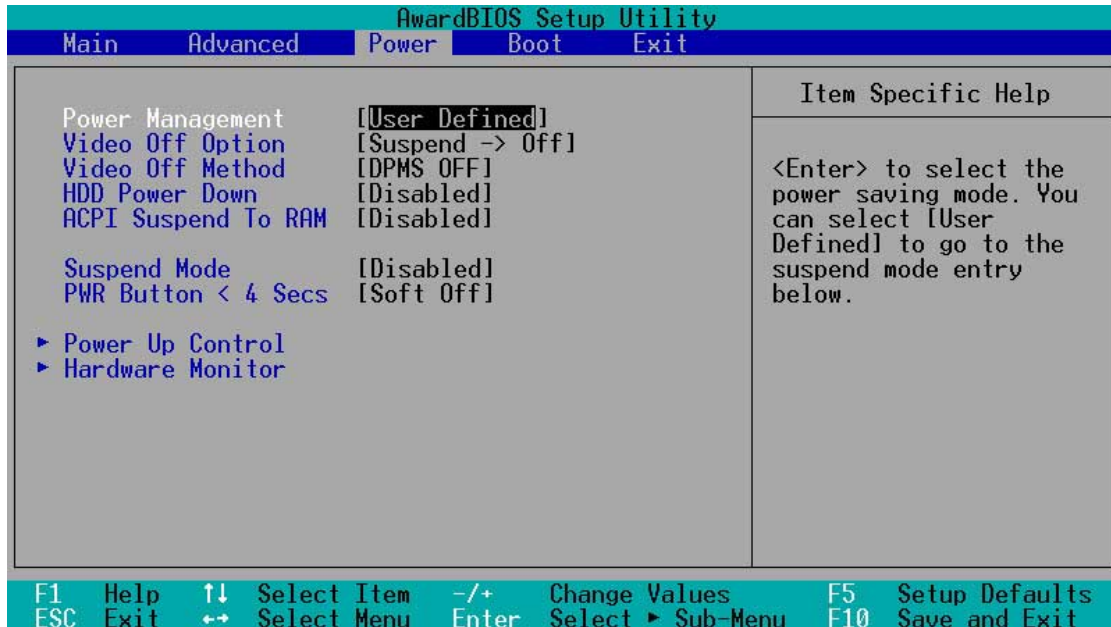 AwardBIOS Setup Utility
Main Advanced Power Boot Exit
Power Management [User Defined]
Video Off Option [Suspend -> Off]
Video Off Method [DPMS OFF]
HDD Power Down [Disabled]
ACPI Suspend To RAM [Disabled]
Suspend Mode [Disabled]
PWR Button < 4 Secs [Soft Off]
► Power Up Control
► Hardware Monitor
Item Specific Help
<Enter> to select the
power saving mode. You
can select [User
Defined] to go to the
suspend mode entry
below.
F1 Help ↑↓ Select Item -/+ Change Values F5 Setup Defaults
ESC Exit ←→ Select Menu Enter Select ► Sub-Menu F10 Save and Exit